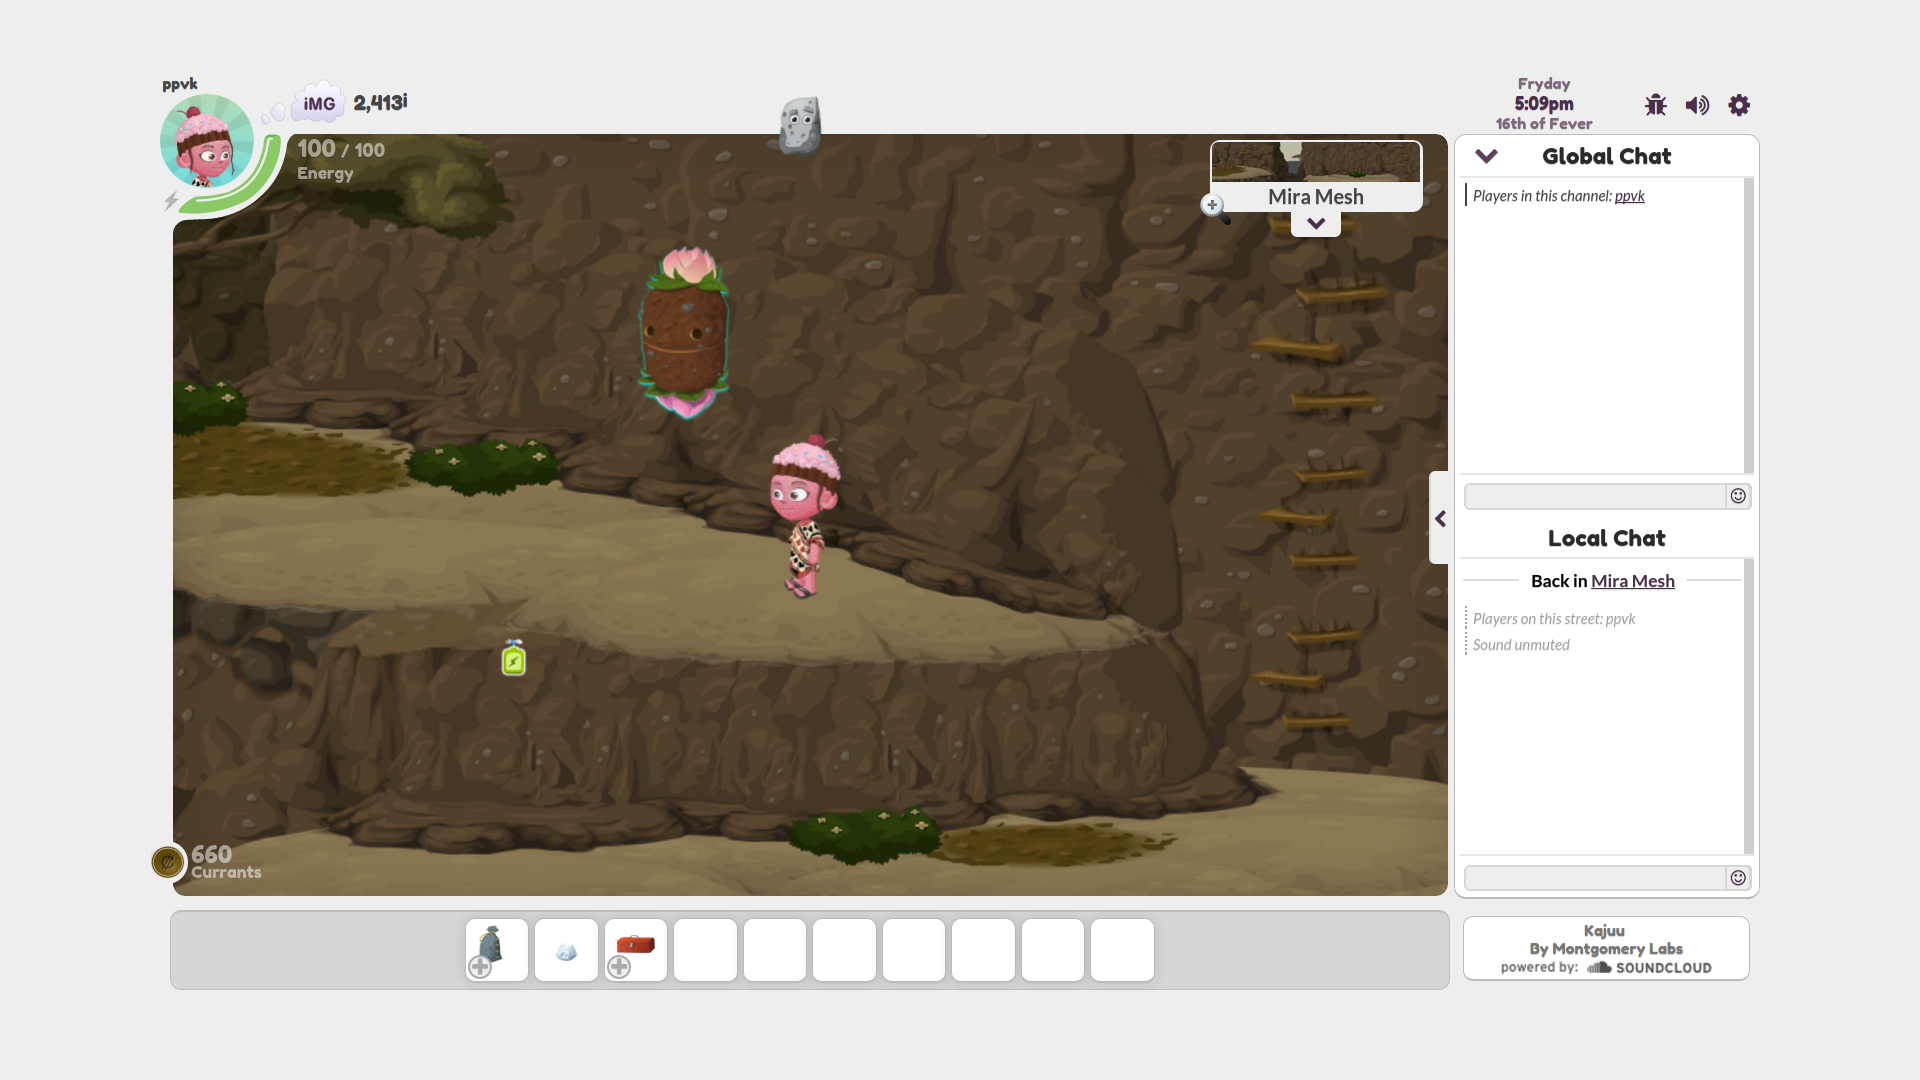 ppvk
iMG
2,413i
100 / 100
Energy
Mira Mesh
Fryday
5:09pm
16th of Fever
Global Chat
Players in this channel: ppvk
Local Chat
Back in Mira Mesh
Players on this street: ppvk
Sound unmuted
660
Currants
Kajuu
By Montgomery Labs
powered by: SOUNDCLOUD